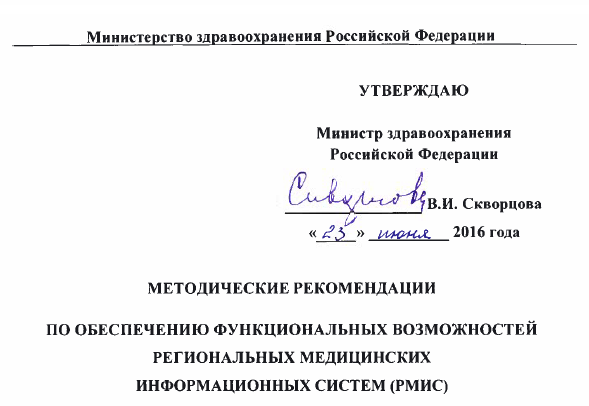 Министерство здравоохранения Российской Федерации
УТВЕРЖДАЮ
Министр здравоохранения
Российской Федерации
В.И. Скворцова
«23» июня 2016 года
МЕТОДИЧЕСКИЕ РЕКОМЕНДАЦИИ
ПО ОБЕСПЕЧЕНИЮ ФУНКЦИОНАЛЬНЫХ ВОЗМОЖНОСТЕЙ
РЕГИОНАЛЬНЫХ МЕДИЦИНСКИХ
ИНФОРМАЦИОННЫХ СИСТЕМ (РМИС)